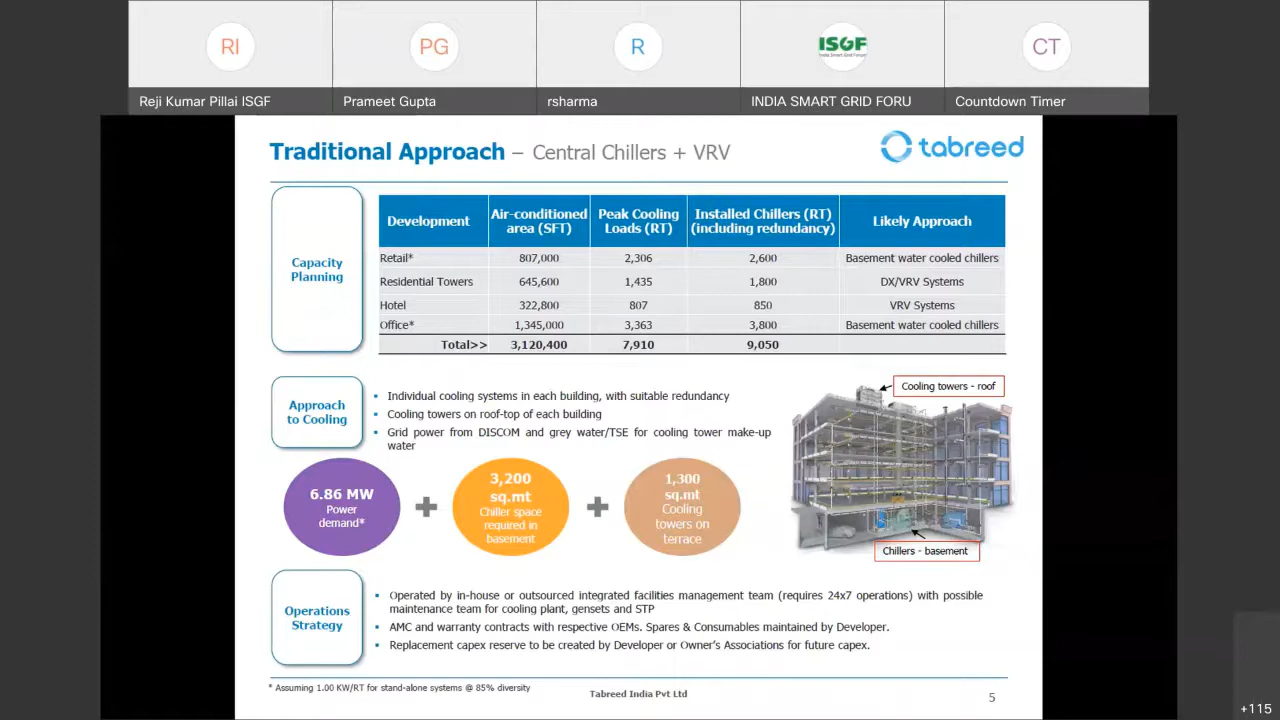 RI
PG
R
ISGF
India Smart Grid Forum
CT
Reji Kumar Pillai ISGF
Prameet Gupta
rsharma
INDIA SMART GRID FORU
Countdown Timer
Traditional Approach – Central Chillers + VRV
tabreed
Capacity
Planning
Development
Air-conditioned
area (SFT)
Peak Cooling
Loads (RT)
Installed Chillers (RT)
(including redundancy)
Likely Approach
Retail* 807,000 2,306 2,600 Basement water cooled chillers
Residential Towers 645,600 1,435 1,800 DX/VRV Systems
Hotel 322,800 807 850 VRV Systems
Office* 1,345,000 3,363 3,800 Basement water cooled chillers
Total>> 3,120,400 7,910 9,050
Approach
to Cooling
▪ Individual cooling systems in each building, with suitable redundancy
▪ Cooling towers on roof-top of each building
▪ Grid power from DISCOM and grey water/TSE for cooling tower make-up
water
Cooling towers - roof
Chillers - basement
6.86 MW
Power
demand*
+
3,200
sq.mt
Chiller space
required in
basement
+
1,300
sq.mt
Cooling
towers on
terrace
Operations
Strategy
▪ Operated by in-house or outsourced integrated facilities management team (requires 24x7 operations) with possible
maintenance team for cooling plant, gensets and STP
▪ AMC and warranty contracts with respective OEMs. Spares & Consumables maintained by Developer.
▪ Replacement capex reserve to be created by Developer or Owner's Associations for future capex.
* Assuming 1.00 KW/RT for stand-alone systems @ 85% diversity
Tabreed India Pvt Ltd
5
+115